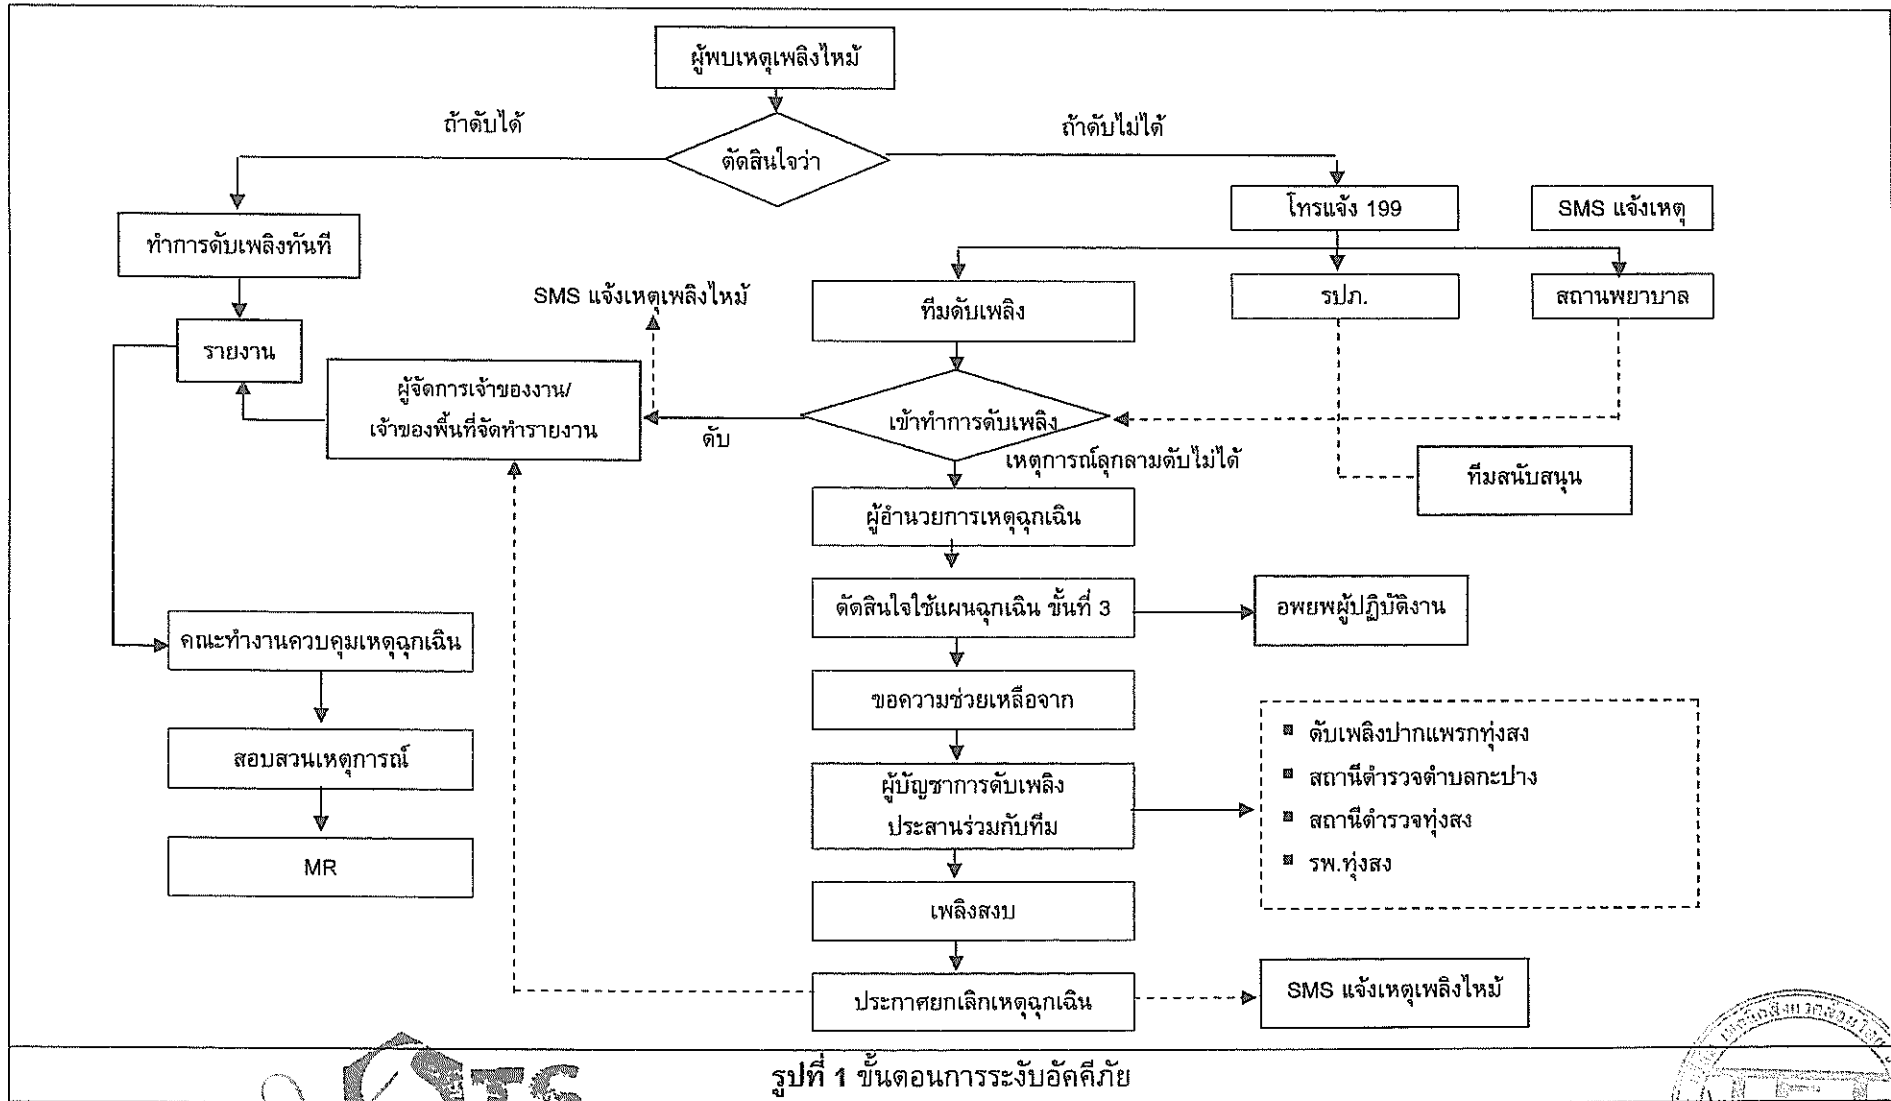 ผู้พบเหตุเพลิงไหม้
ถ้าดับได้
ถ้าดับไม่ได้
ตัดสินใจว่า
โทรแจ้ง 199
SMS แจ้งเหตุ
ทำการดับเพลิงทันที
SMS แจ้งเหตุเพลิงไหม้
ทีมดับเพลิง
รปภ.
สถานพยาบาล
รายงาน
ผู้จัดการเจ้าของงาน/
เจ้าของพื้นที่จัดทำรายงาน
ดับ
เข้าทำการดับเพลิง
เหตุการณ์ลุกลามดับไม่ได้
ทีมสนับสนุน
ผู้อำนวยการเหตุฉุกเฉิน
ตัดสินใจใช้แผนฉุกเฉิน ขั้นที่ 3
อพยพผู้ปฏิบัติงาน
คณะทำงานควบคุมเหตุฉุกเฉิน
ขอความช่วยเหลือจาก
สอบสวนเหตุการณ์
ผู้บัญชาการดับเพลิง
ประสานร่วมกับทีม
▪ ดับเพลิงปากแพรกทุ่งสง
▪ สถานีตำรวจตำบลกะปาง
▪ สถานีตำรวจทุ่งสง
▪ รพ.ทุ่งสง
MR
เพลิงสงบ
ประกาศยกเลิกเหตุฉุกเฉิน
SMS แจ้งเหตุเพลิงไหม้
รูปที่ 1 ขั้นตอนการระงับอัคคีภัย